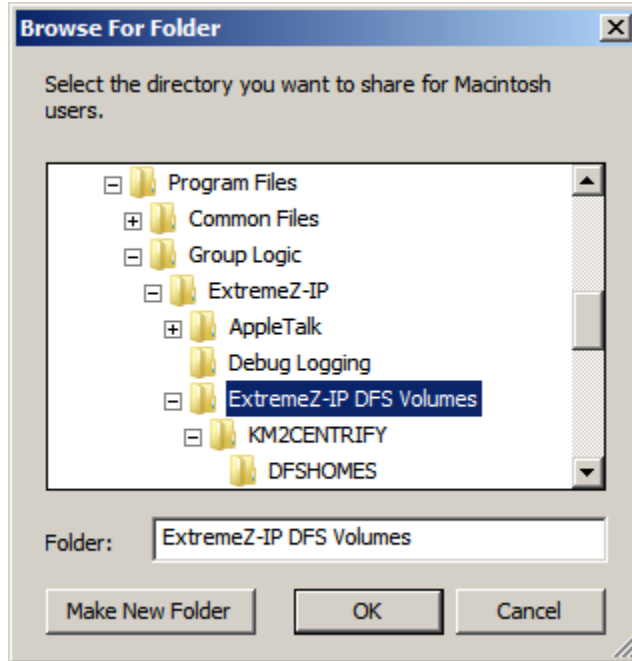 Browse For Folder
Select the directory you want to share for Macintosh
users.
Program Files
Common Files
Group Logic
ExtremeZ-IP
AppleTalk
Debug Logging
ExtremeZ-IP DFS Volumes
KM2CENTRIFY
DFSHOMES
Folder: ExtremeZ-IP DFS Volumes
Make New Folder OK Cancel